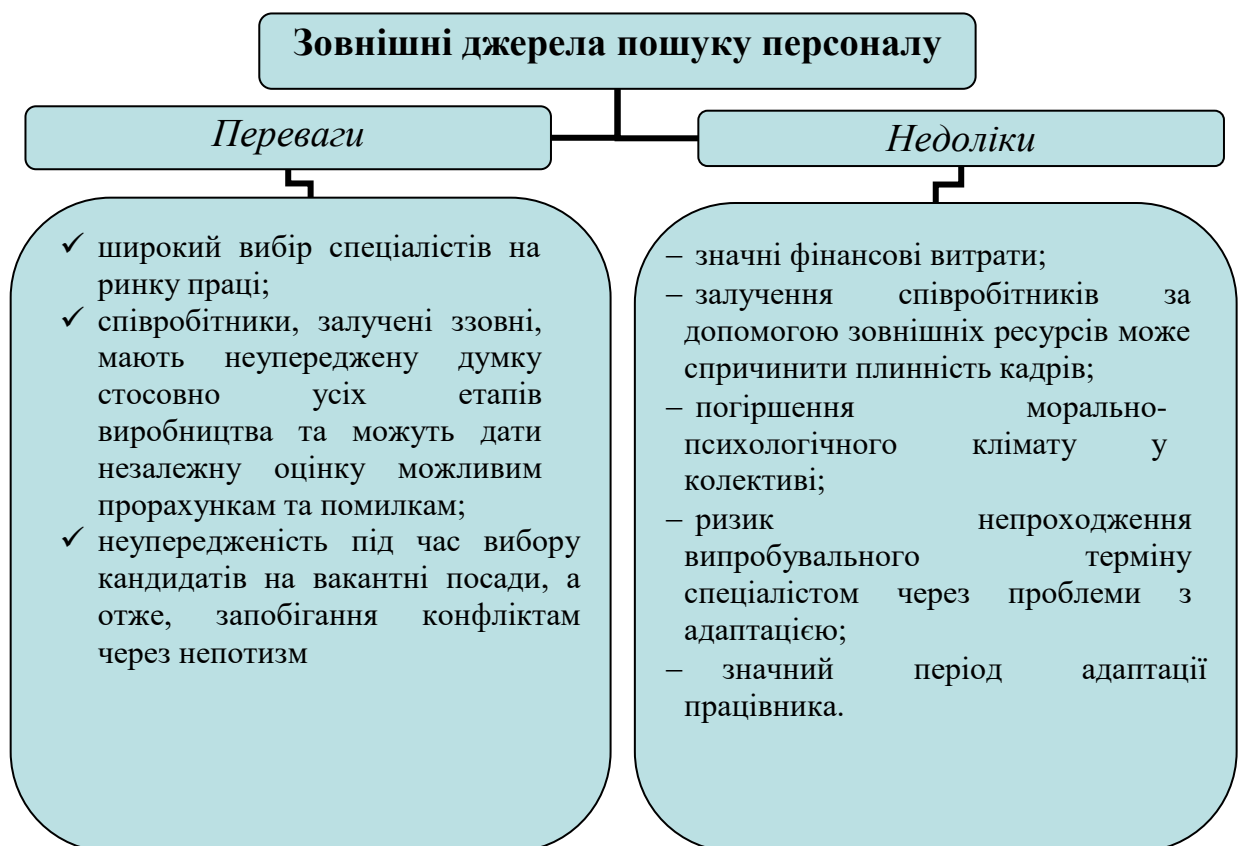 Зовнішні джерела пошуку персоналу
Переваги
Недоліки
✓ широкий вибір спеціалістів на
ринку праці;
✓ співробітники, залучені ззовні,
мають неупереджену думку
стосовно усіх етапів
виробництва та можуть дати
незалежну оцінку можливим
прорахункам та помилкам;
✓ неупередженість під час вибору
кандидатів на вакантні посади, а
отже, запобігання конфліктам
через непотизм
– значні фінансові витрати;
– залучення співробітників за
допомогою зовнішніх ресурсів може
спричинити плинність кадрів;
– погіршення морально-
психологічного клімату у
колективі;
– ризик непроходження
випробувального терміну
спеціалістом через проблеми з
адаптацією;
– значний період адаптації
працівника.